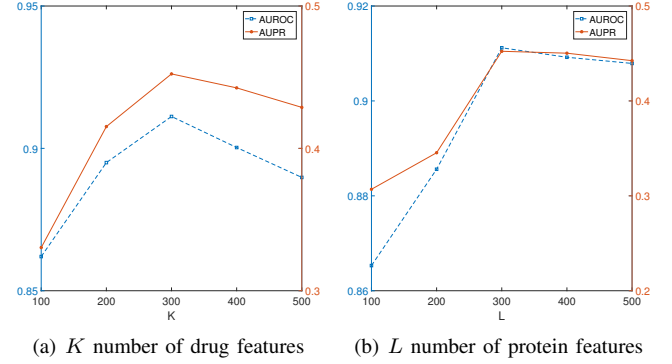 0.95
0.9
0.85
0.5
0.4
0.3
AUROC
AUPR
100 200 300 400 500
K
(a) K number of drug features
0.92
0.9
0.88
0.86
0.5
0.4
0.3
0.2
AUROC
AUPR
100 200 300 400 500
L
(b) L number of protein features